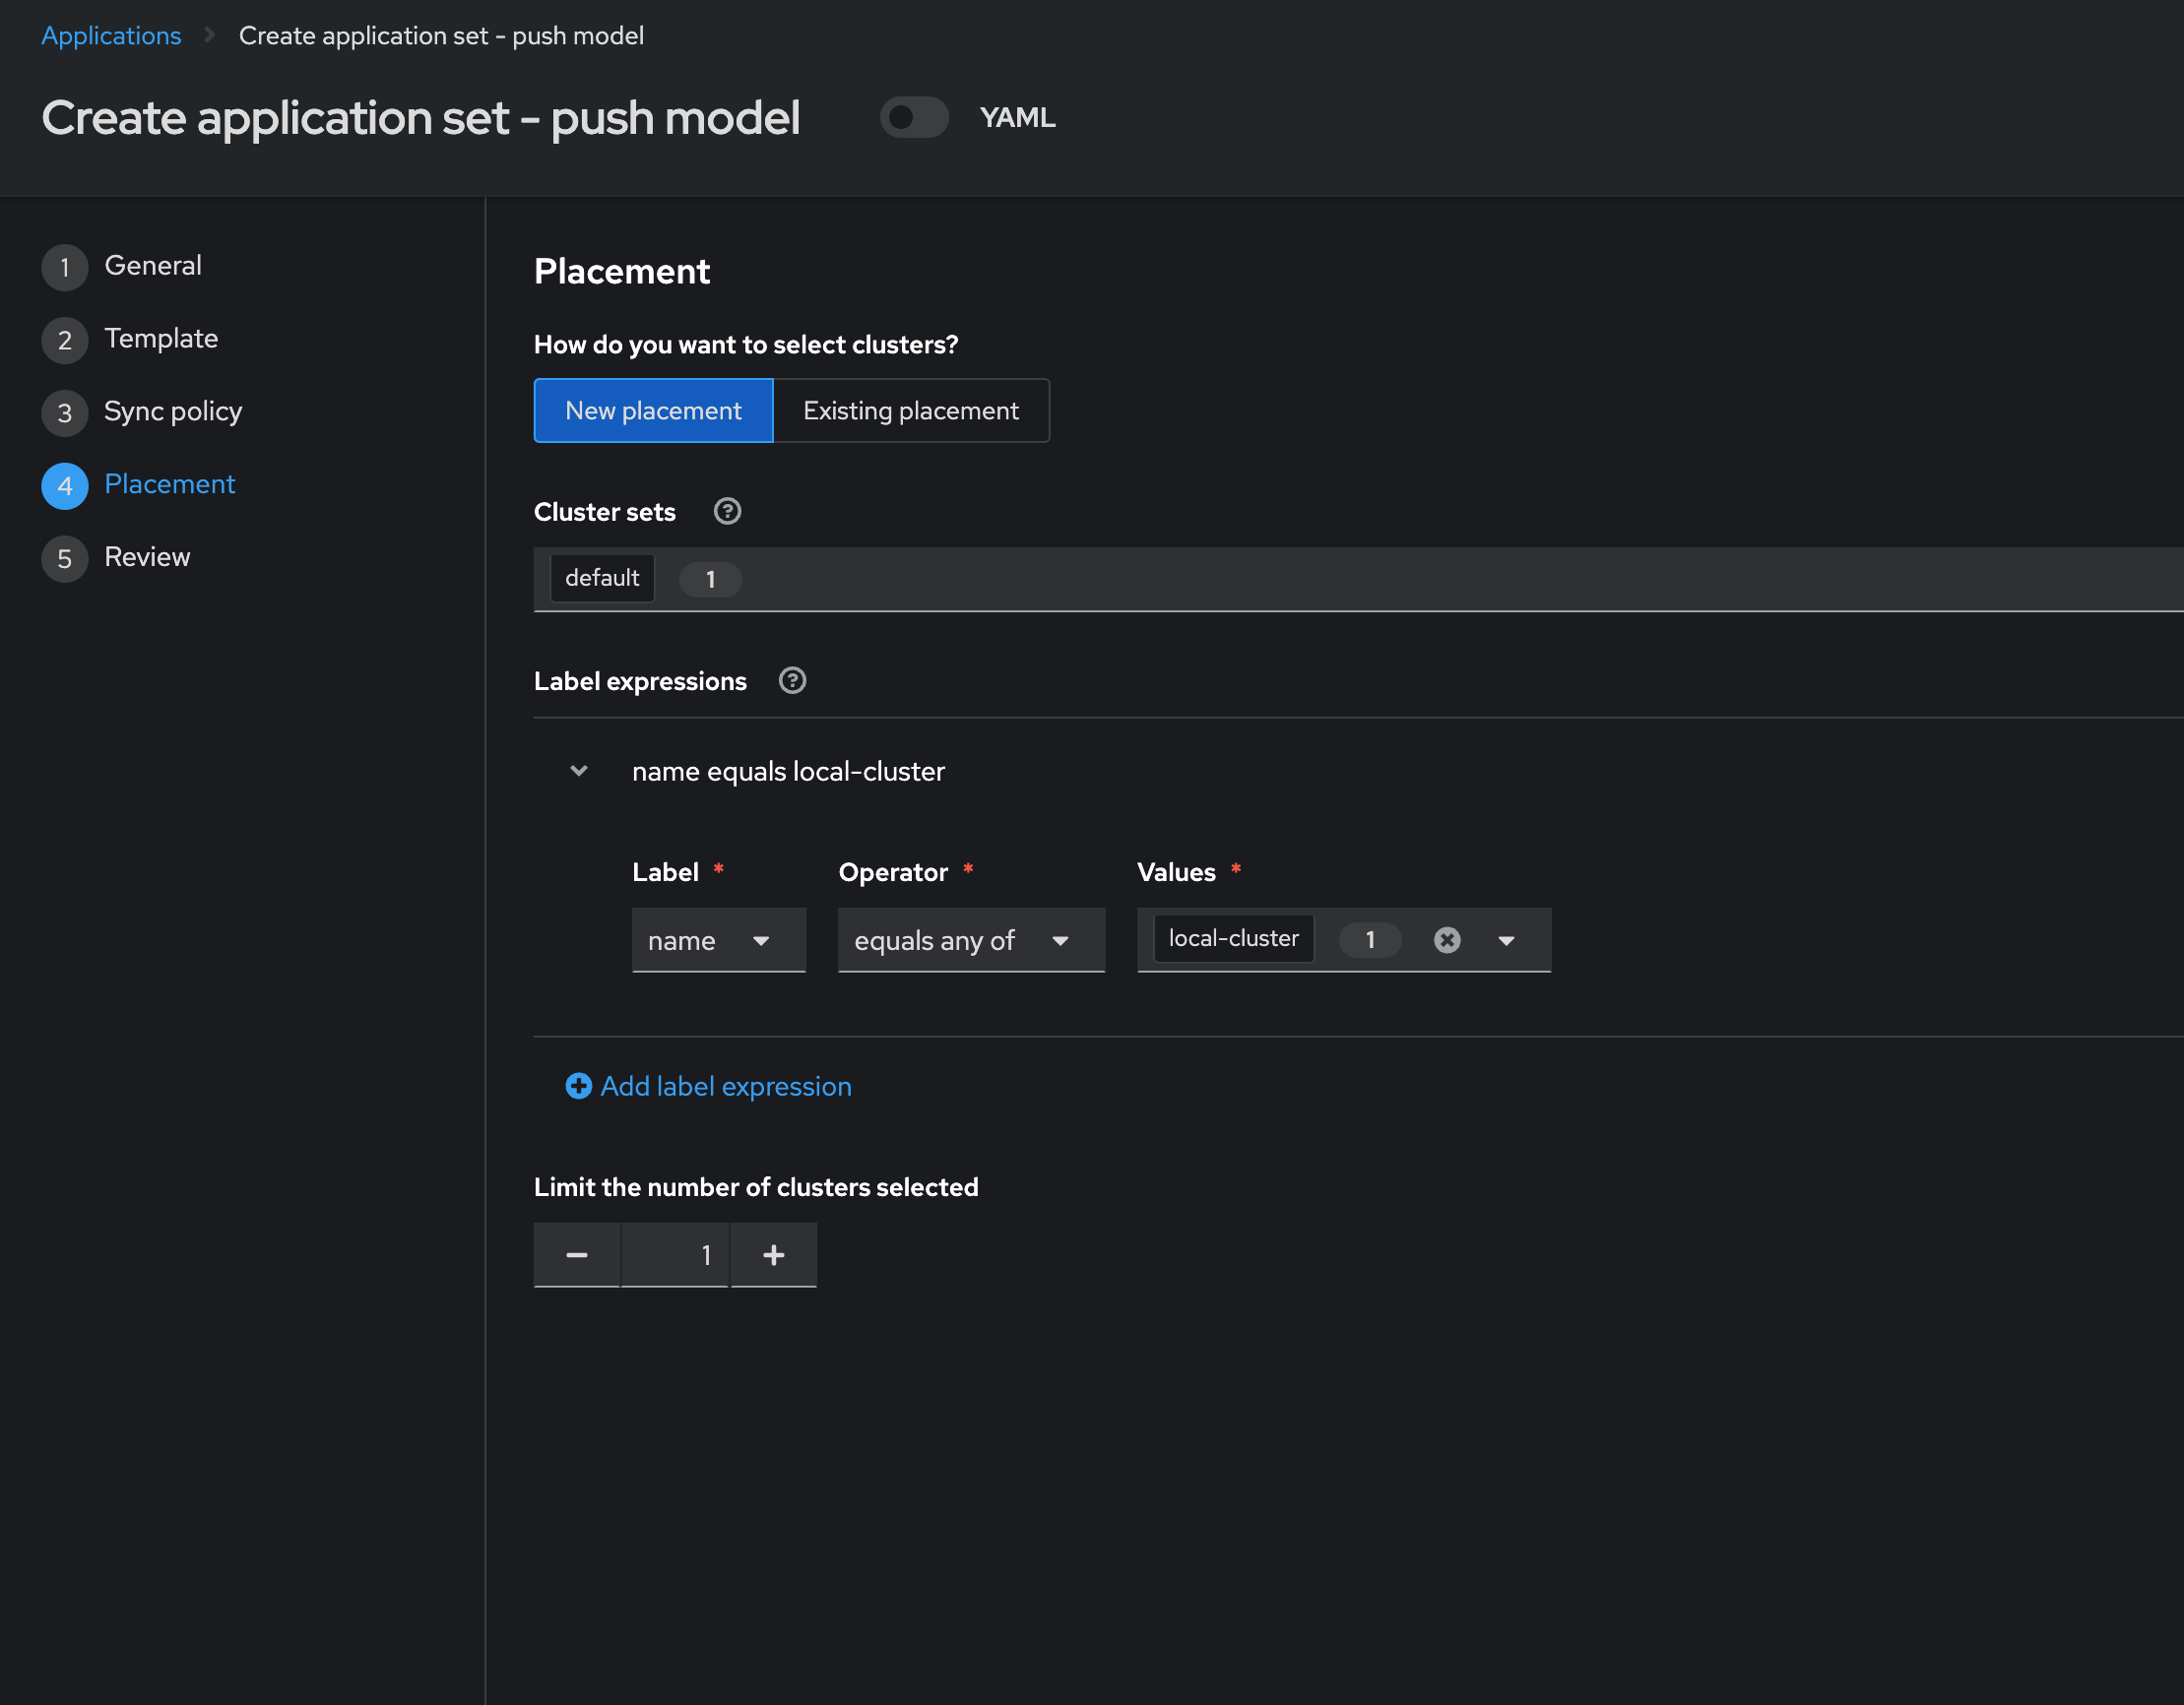 Applications > Create application set - push model
Create application set - push model YAML
1 General
2 Template
3 Sync policy
4 Placement
5 Review
Placement
How do you want to select clusters?
New placement Existing placement
Cluster sets ?
default 1
Label expressions ?
name equals local-cluster
Label * Operator * Values *
name equals any of local-cluster 1
Add label expression
Limit the number of clusters selected
- 1 +